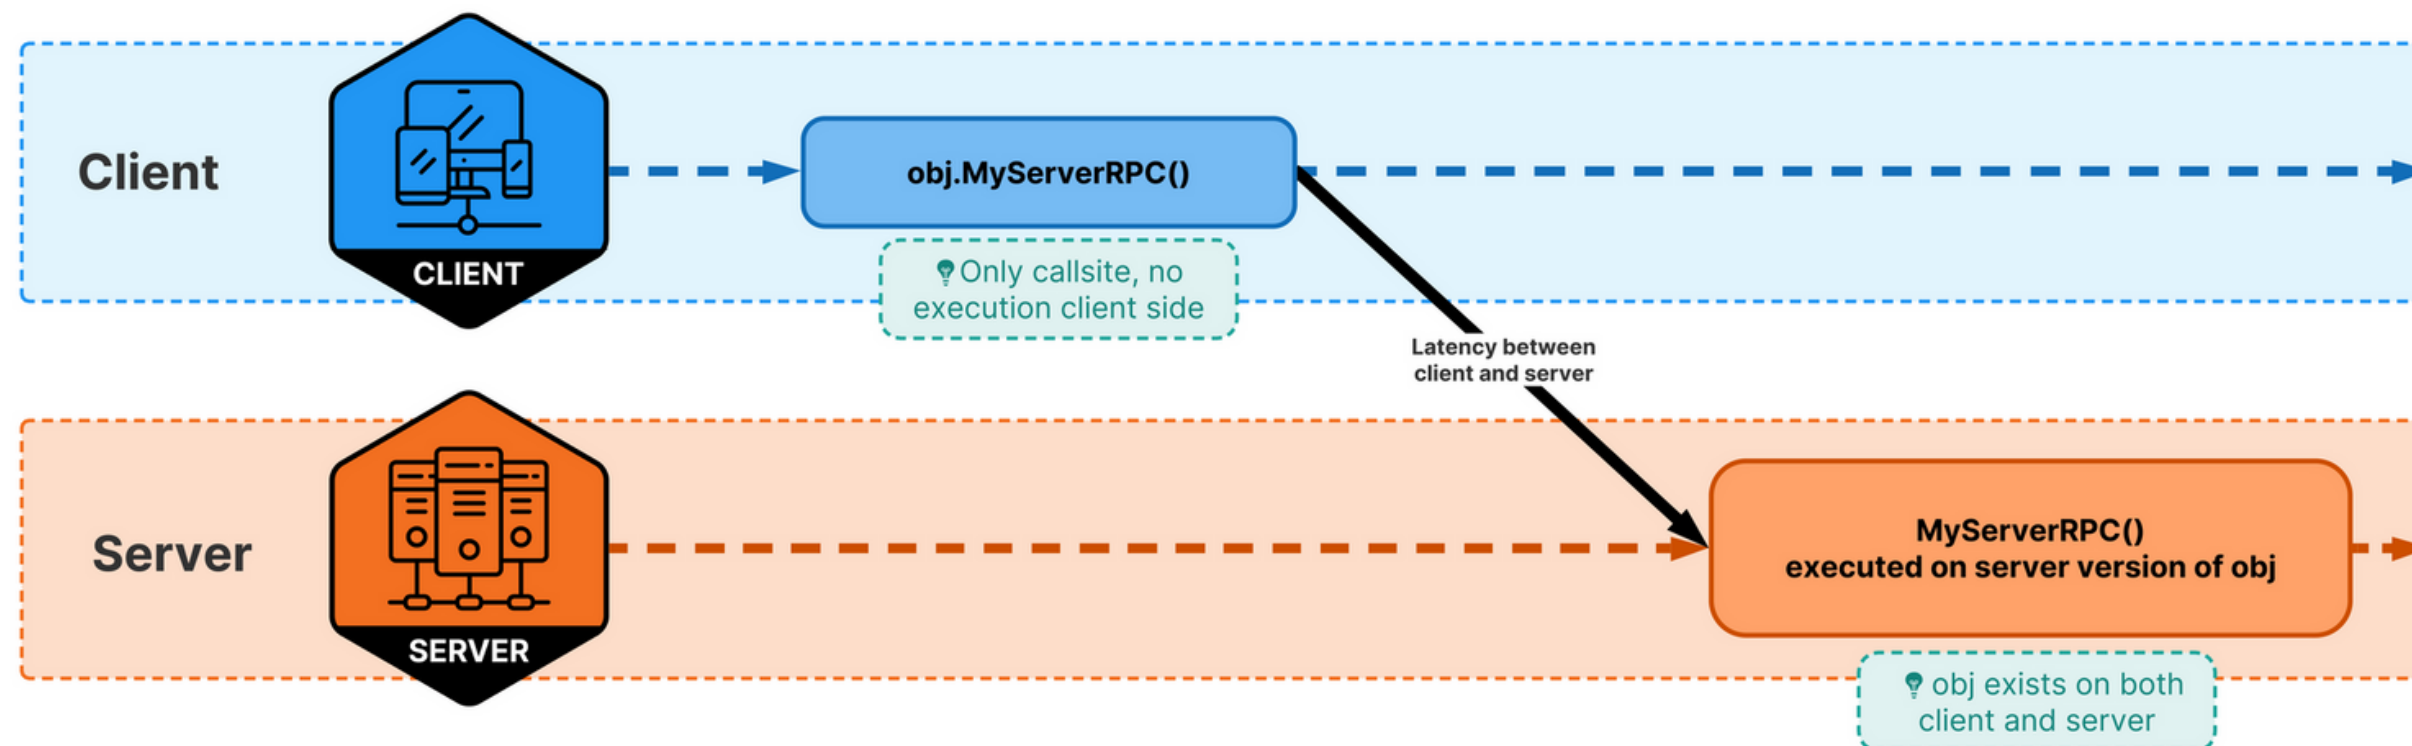 Client
CLIENT
obj.MyServerRPC()
Only callsite, no
execution client side
Latency between
client and server
Server
SERVER
MyServerRPC()
executed on server version of obj
obj exists on both
client and server